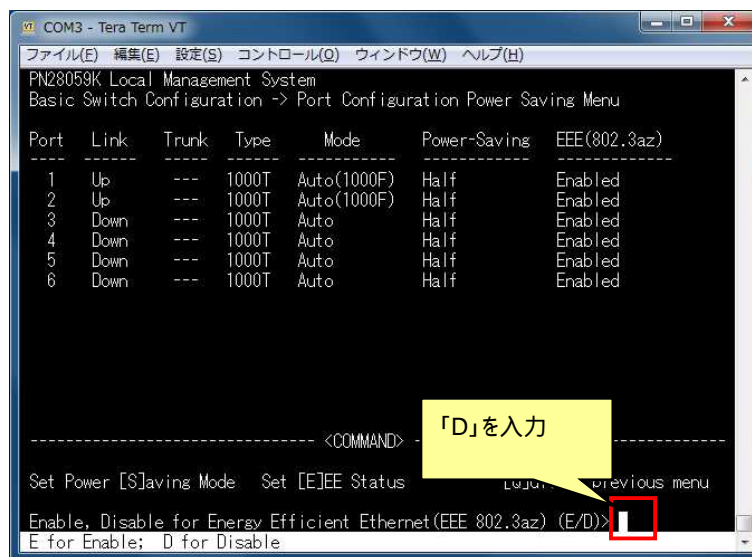 COM3 - Tera Term VT
ファイル(F) 編集(E) 設定(S) コントロール(O) ウィンドウ(W) ヘルプ(H)
PN28059K Local Management System
Basic Switch Configuration -> Port Configuration Power Saving Menu
Port Link Trunk Type Mode Power-Saving EEE(802.3az)
---- ------ ------ ----- ----------- ------------ -------------
1 Up --- 1000T Auto(1000F) Half Enabled
2 Up --- 1000T Auto(1000F) Half Enabled
3 Down --- 1000T Auto Half Enabled
4 Down --- 1000T Auto Half Enabled
5 Down --- 1000T Auto Half Enabled
6 Down --- 1000T Auto Half Enabled
「D」を入力
<COMMAND>
Set Power [S]aving Mode Set [E]EE Status previous menu
Enable, Disable for Energy Efficient Ethernet(EEE 802.3az) (E/D)>
E for Enable; D for Disable